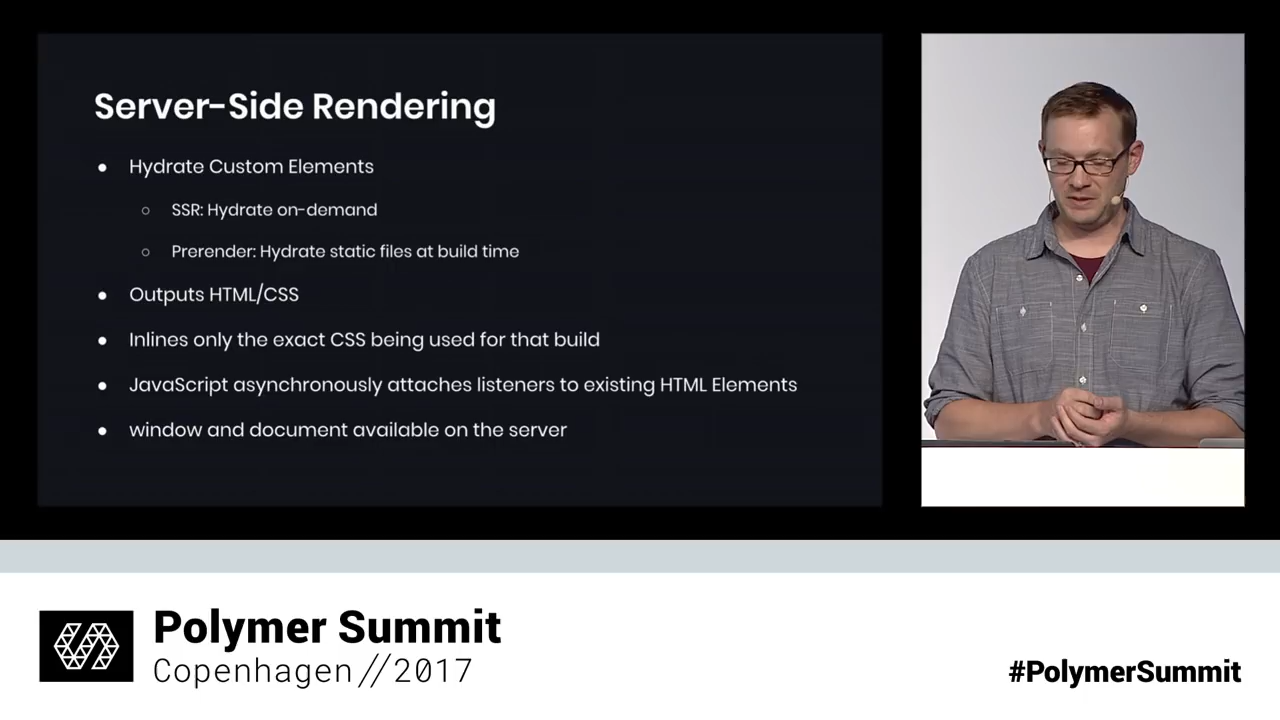 Server-Side Rendering
● Hydrate Custom Elements
○ SSR: Hydrate on-demand
○ Prerender: Hydrate static files at build time
● Outputs HTML/CSS
● Inlines only the exact CSS being used for that build
● JavaScript asynchronously attaches listeners to existing HTML Elements
● window and document available on the server
Polymer Summit
Copenhagen//2017
#PolymerSummit